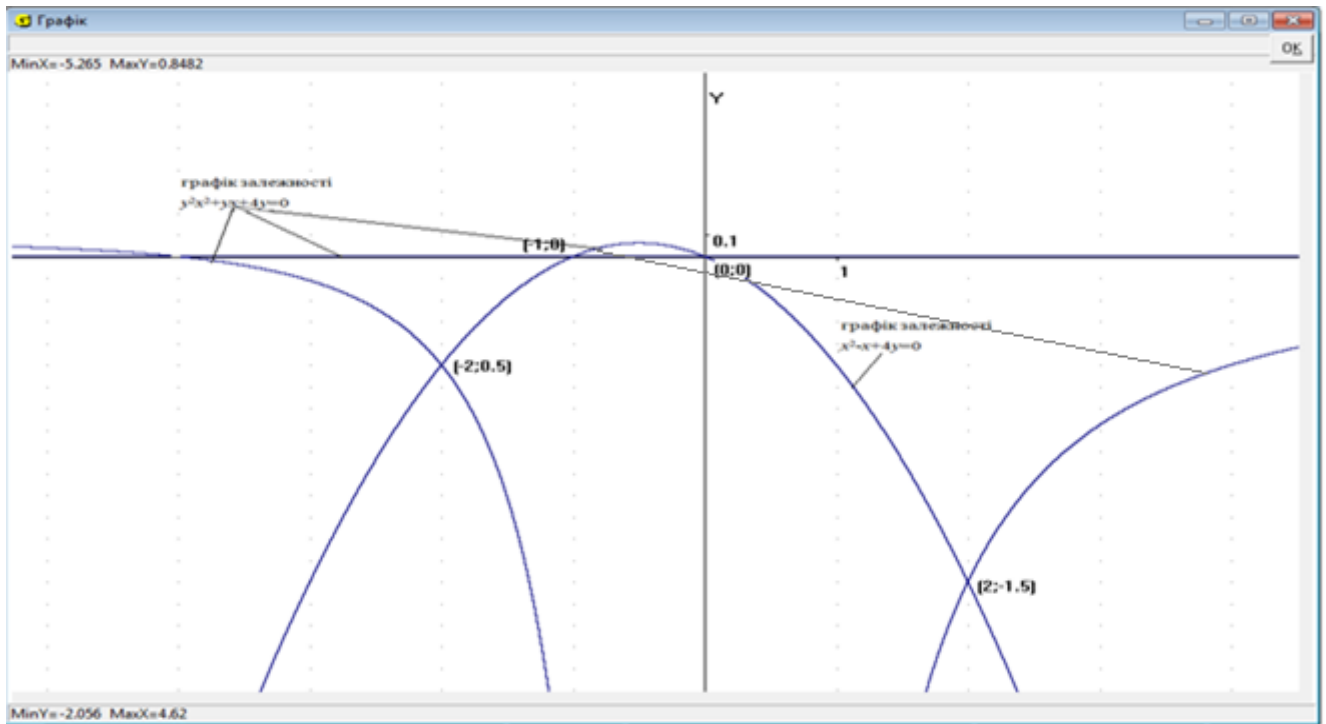 Графік
OK
MinX=-5.265 MaxY=0.8482
Y
графік залежності
y²x²+yx+4y=0
(-1;0)
0.1
(0;0)
1
графік залежності
x²-x+4y=0
(-2;0.5)
(2;-1.5)
MinY=-2.056 MaxX=4.62